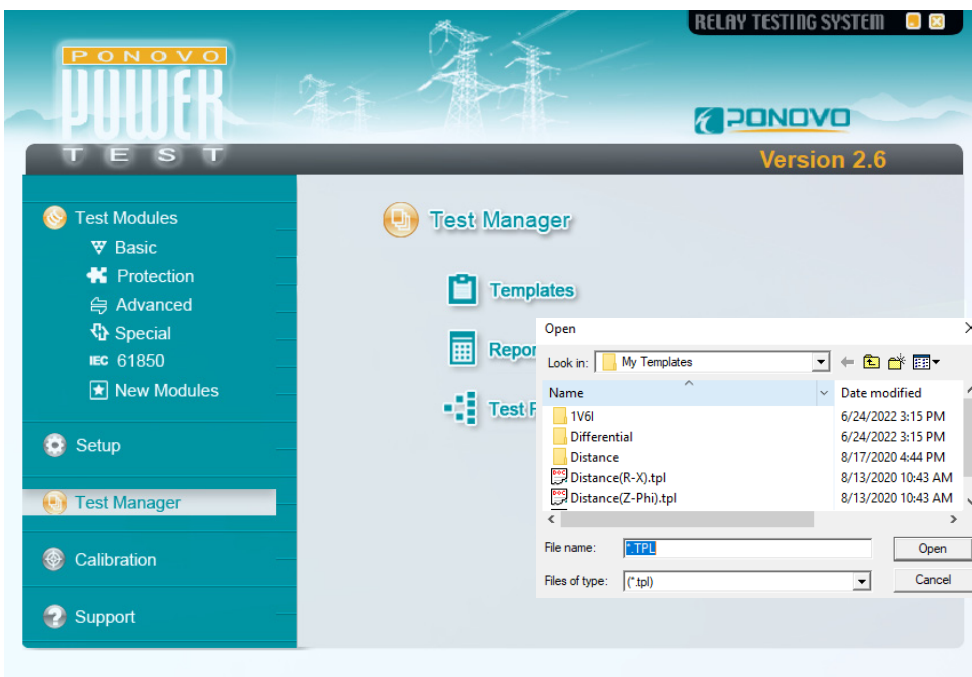 RELAY TESTING SYSTEM
PONOVO
POWER
TEST
PONOVO
Version 2.6
Test Modules
Basic
Protection
Advanced
Special
IEC 61850
New Modules
Setup
Test Manager
Calibration
Support
Test Manager
Templates
Repor
Test
Open
Look in: My Templates
Name Date modified
1V6I 6/24/2022 3:15 PM
Differential 6/24/2022 3:15 PM
Distance 8/17/2020 4:44 PM
Distance(R-X).tpl 8/13/2020 10:43 AM
Distance(Z-Phi).tpl 8/13/2020 10:43 AM
File name: *.TPL Open
Files of type: (*.tpl) Cancel